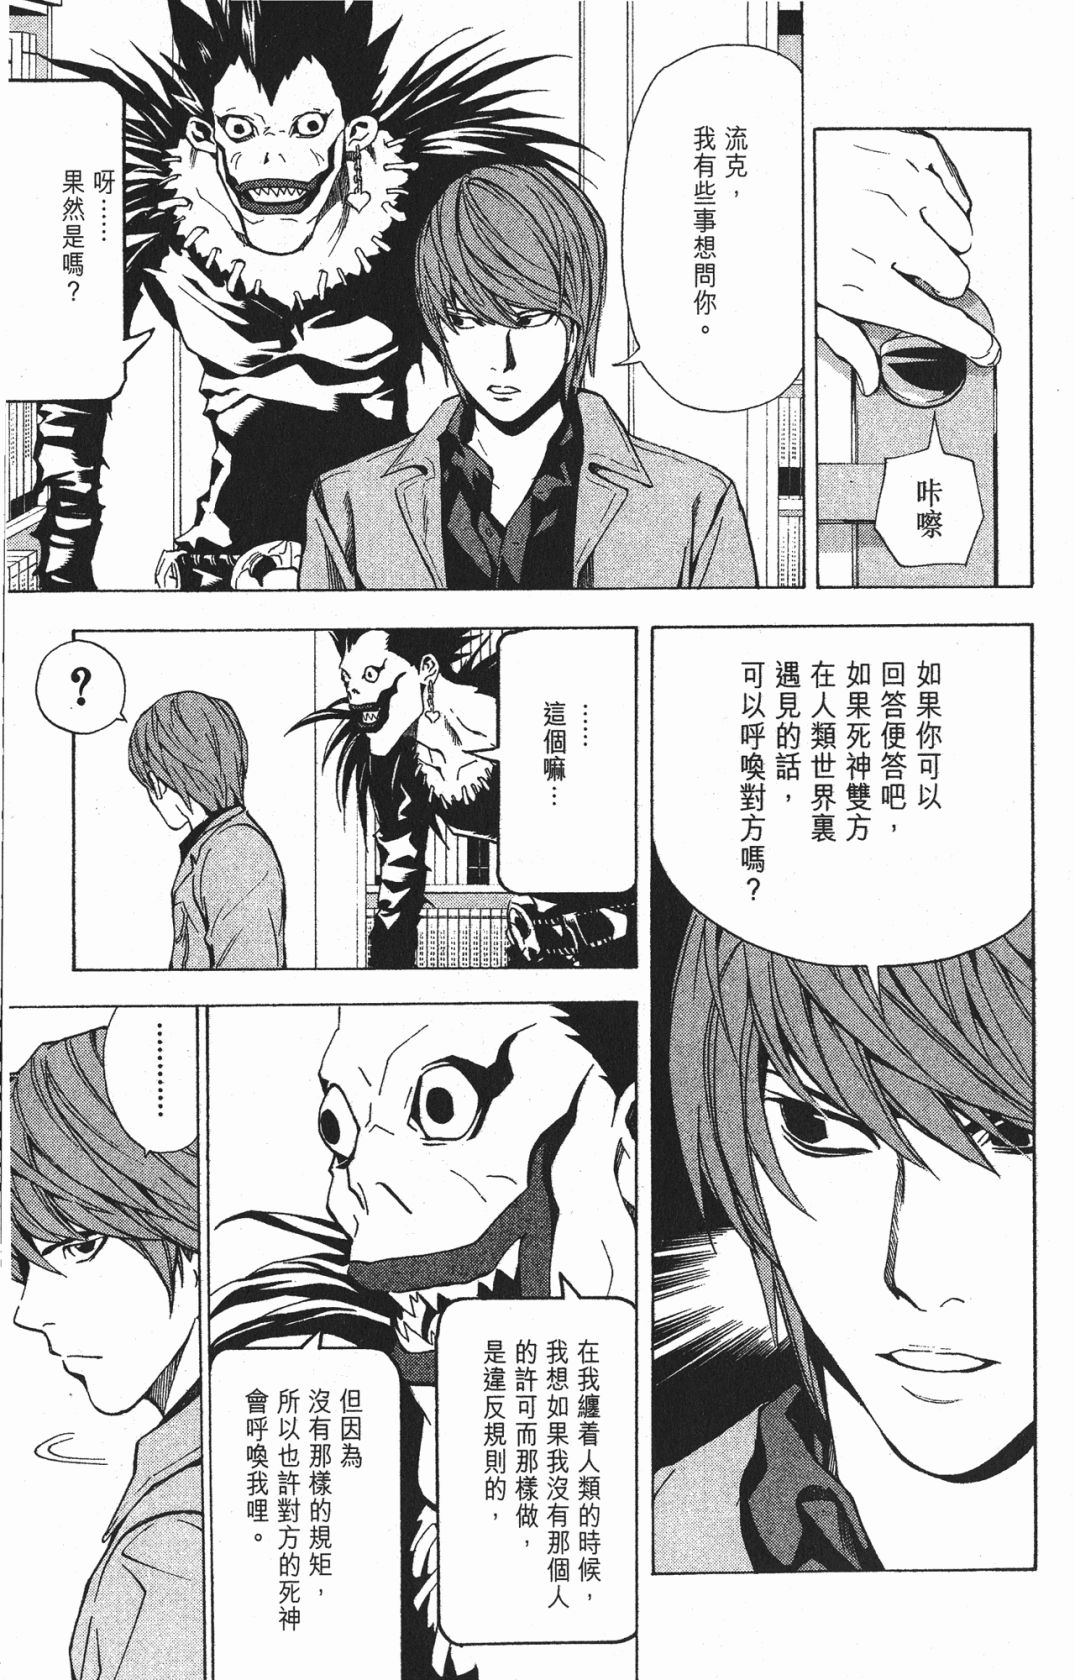 咔嚓
流克，
我有些事想問你。
呀……
果然是嗎？
如果你可以
回答便答吧，
如果死神雙方
在人類世界裏
遇見的話，
可以呼喚對方嗎？
……
這個嘛…
？
在我纏着人類的時候，
我想如果我沒有那個人
的許可而那樣做，
是違反規則的，
但因為
沒有那樣的規矩，
所以也許對方的死神
會呼喚我哩。
…………